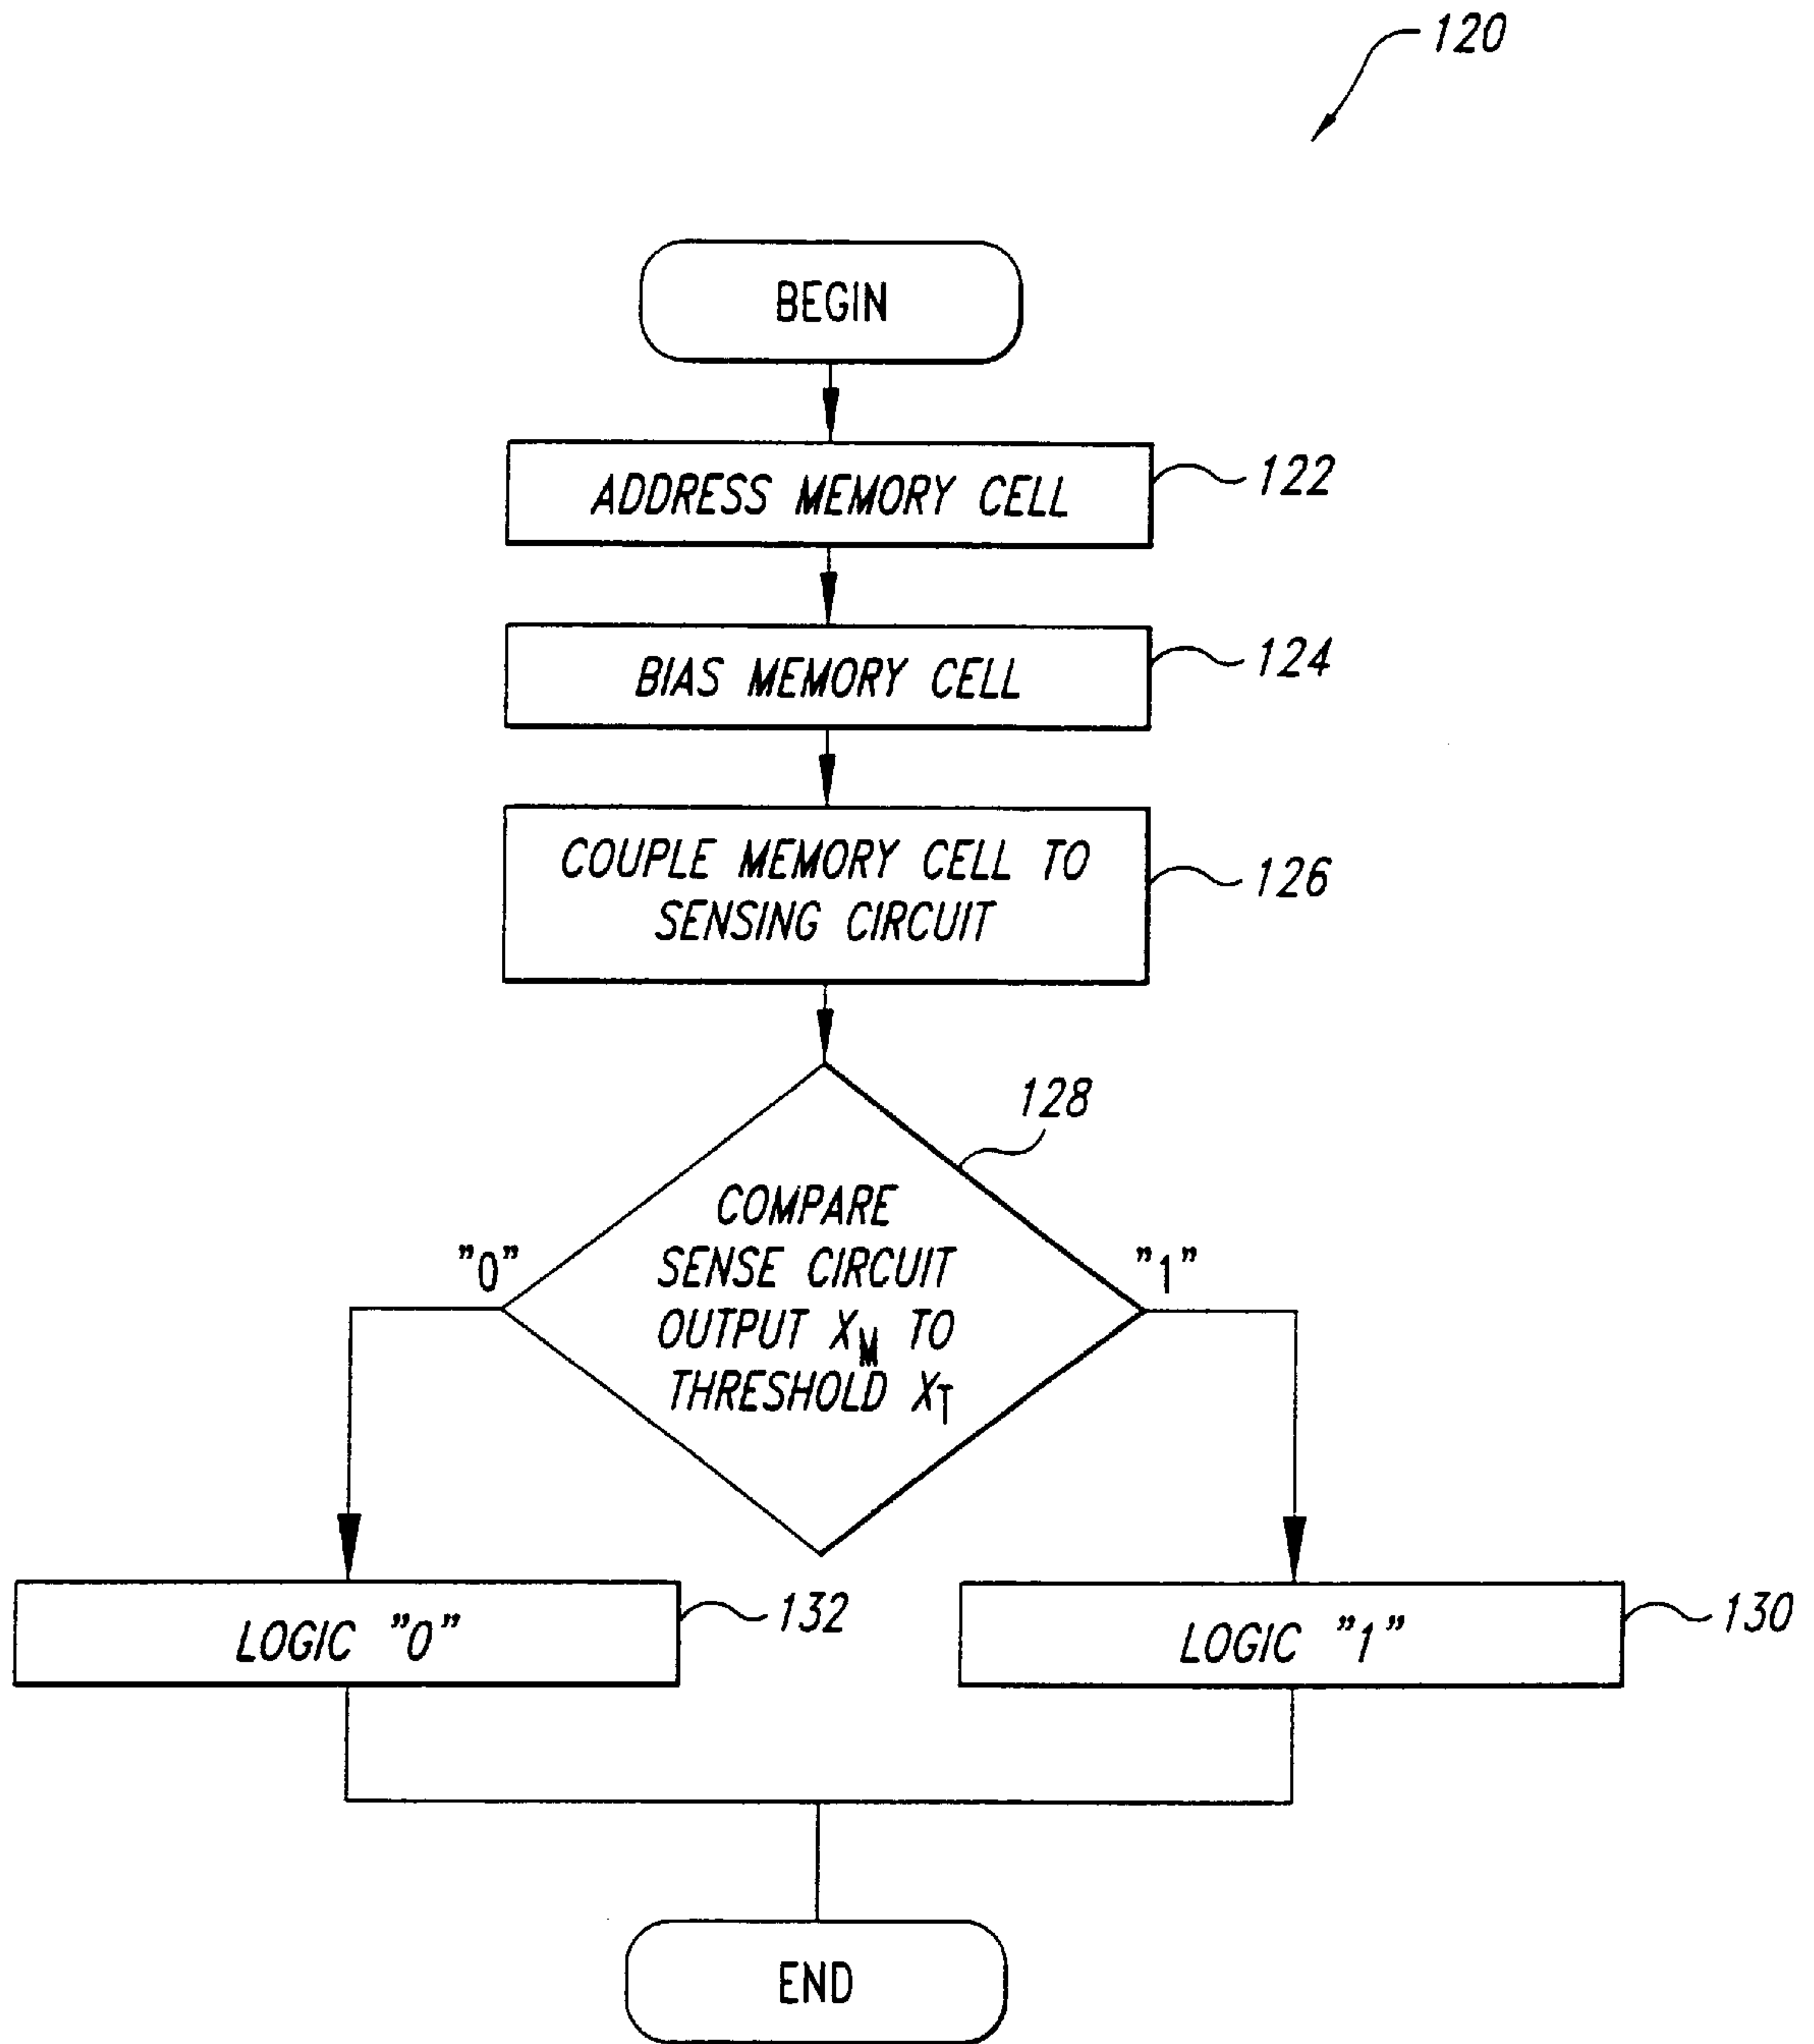 120
BEGIN
ADDRESS MEMORY CELL
122
BIAS MEMORY CELL
124
COUPLE MEMORY CELL TO
SENSING CIRCUIT
126
128
COMPARE
SENSE CIRCUIT
OUTPUT XM TO
THRESHOLD XT
"0"
"1"
LOGIC "0"
132
LOGIC "1"
130
END